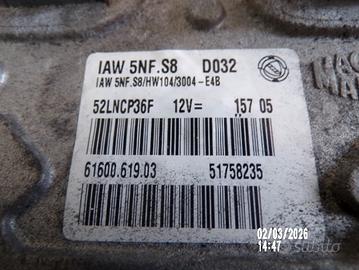 IAW 5NF.S8 D032
IAW 5NF.S8/HW104/3004-E4B
52LNCP36F 12V= 157 05
61600.619.03 51758235
02/03/2026
14:47